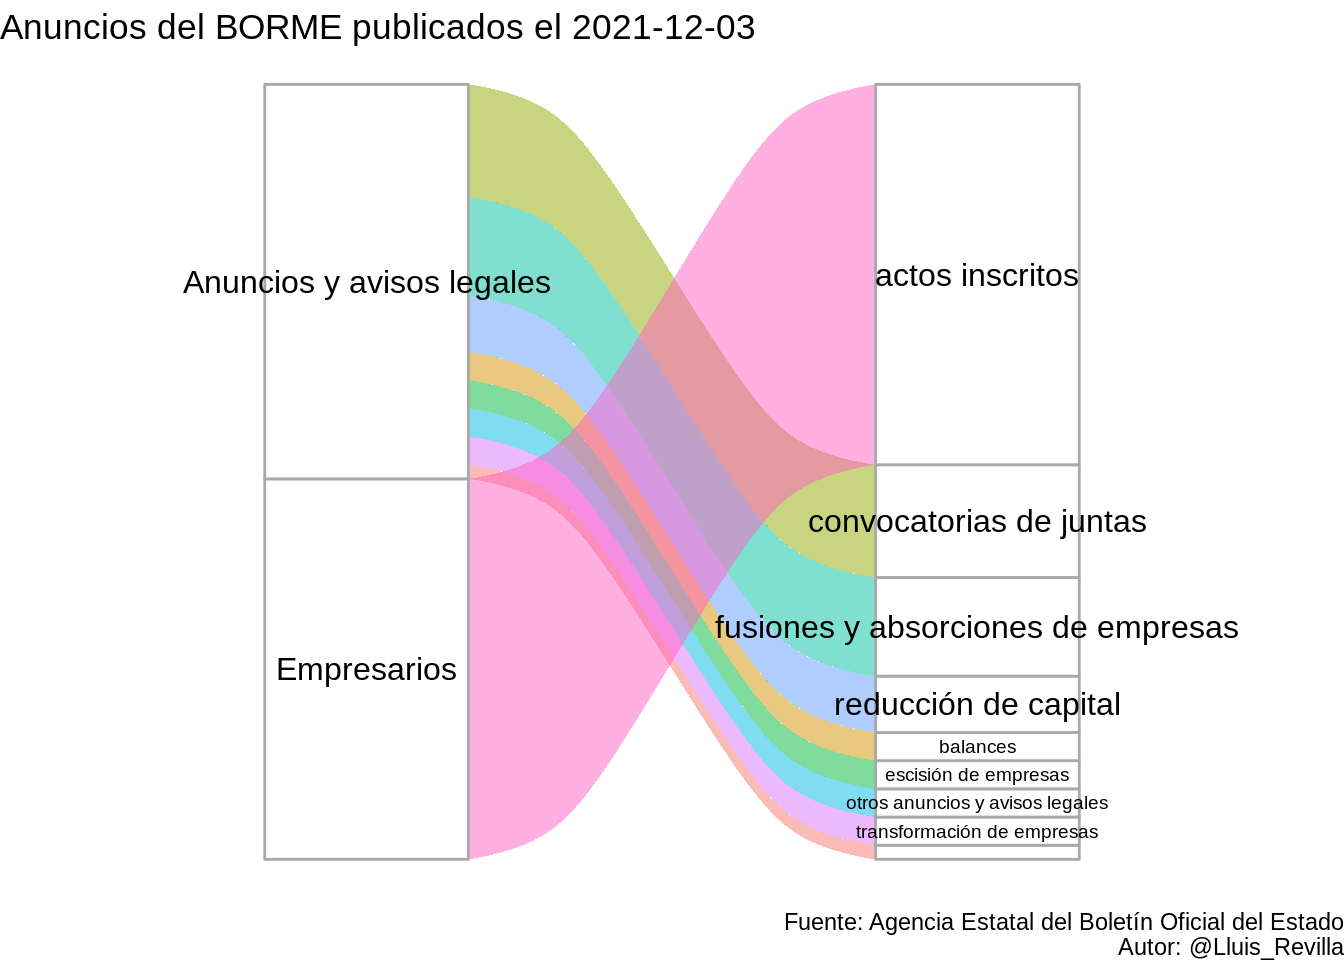 Anuncios del BORME publicados el 2021-12-03
Anuncios y avisos legales
Empresarios
actos inscritos
convocatorias de juntas
fusiones y absorciones de empresas
reducción de capital
balances
escisión de empresas
otros anuncios y avisos legales
transformación de empresas
Fuente: Agencia Estatal del Boletín Oficial del Estado
Autor: @Lluis_Revilla